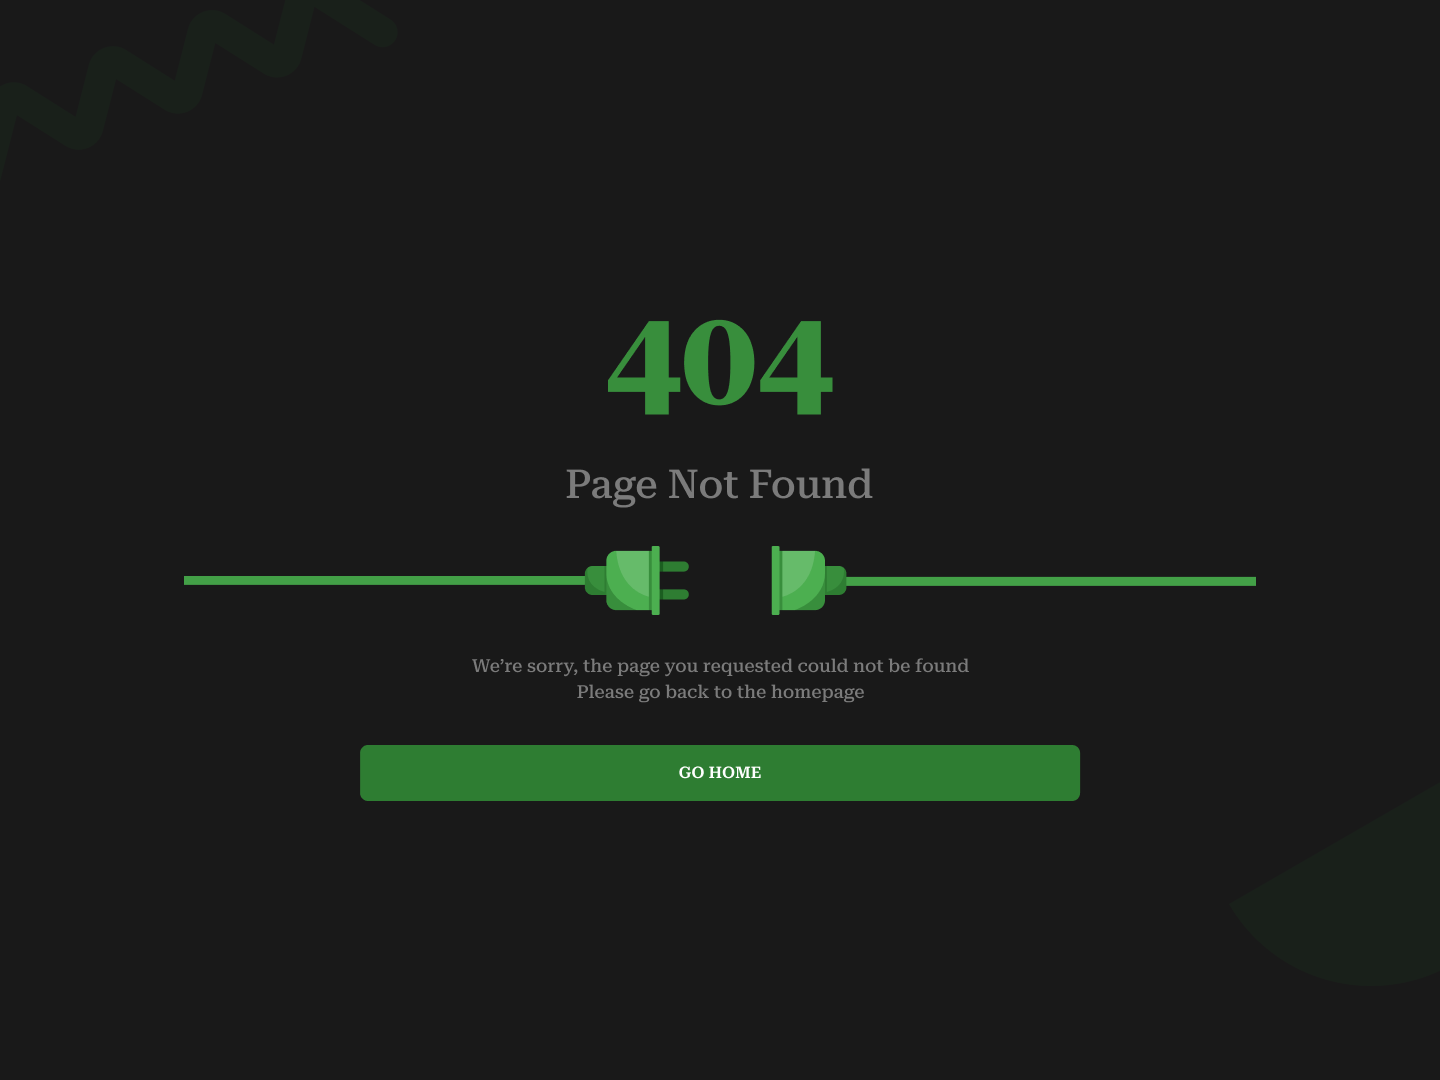 404
Page Not Found
We’re sorry, the page you requested could not be found
Please go back to the homepage
GO HOME